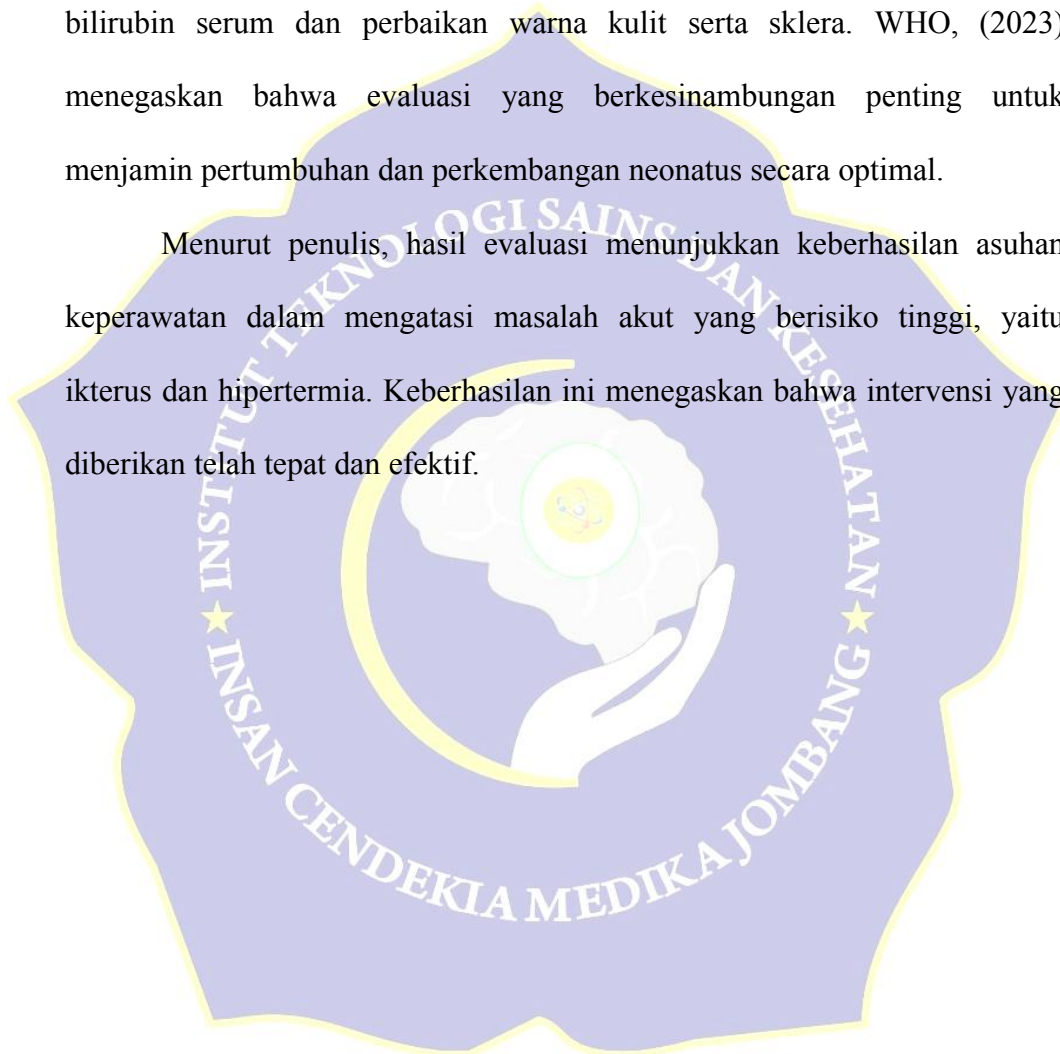 bilirubin serum dan perbaikan warna kulit serta sklera. WHO, (2023)
menegaskan bahwa evaluasi yang berkesinambungan penting untuk
menjamin pertumbuhan dan perkembangan neonatus secara optimal.
Menurut penulis, hasil evaluasi menunjukkan keberhasilan asuhan
keperawatan dalam mengatasi masalah akut yang berisiko tinggi, yaitu
ikterus dan hipertermia. Keberhasilan ini menegaskan bahwa intervensi yang
diberikan telah tepat dan efektif.
INSTITUT TEKNOLOGI SAINS DAN KESEHATAN
INSAN CENDEKIA MEDIKA JOMBANG